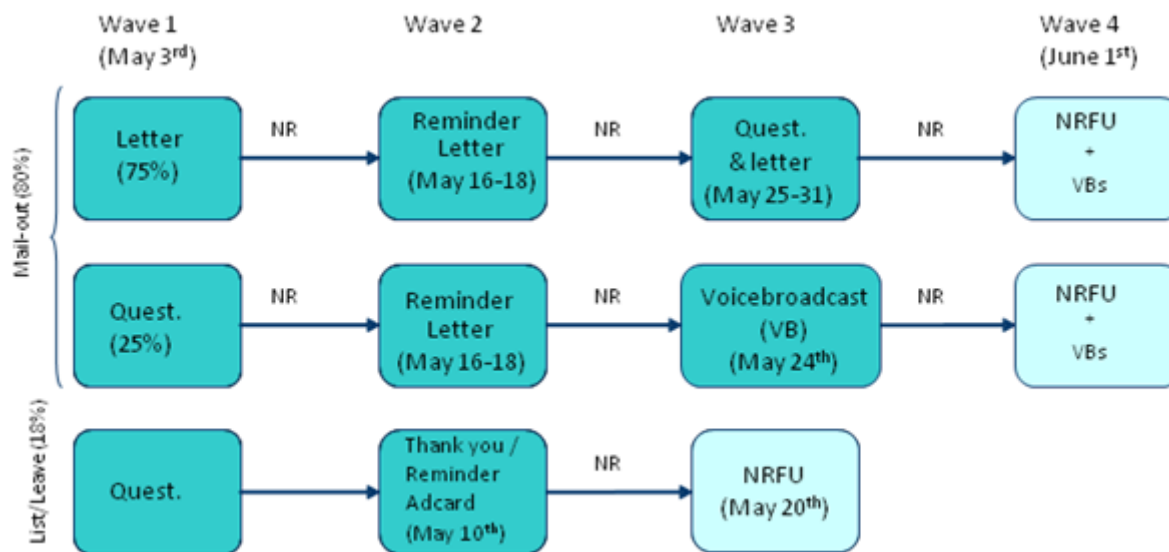 Wave 1
(May 3rd)
Wave 2
Wave 3
Wave 4
(June 1st)
Mail-out (80%)
Letter
(75%)
NR
Reminder
Letter
(May 16-18)
NR
Quest.
& letter
(May 25-31)
NR
NRFU
+
VBs
Quest.
(25%)
NR
Reminder
Letter
(May 16-18)
NR
Voicebroadcast
(VB)
(May 24th)
NR
NRFU
+
VBs
List/Leave (18%)
Quest.
Thank you /
Reminder
Adcard
(May 10th)
NR
NRFU
(May 20th)